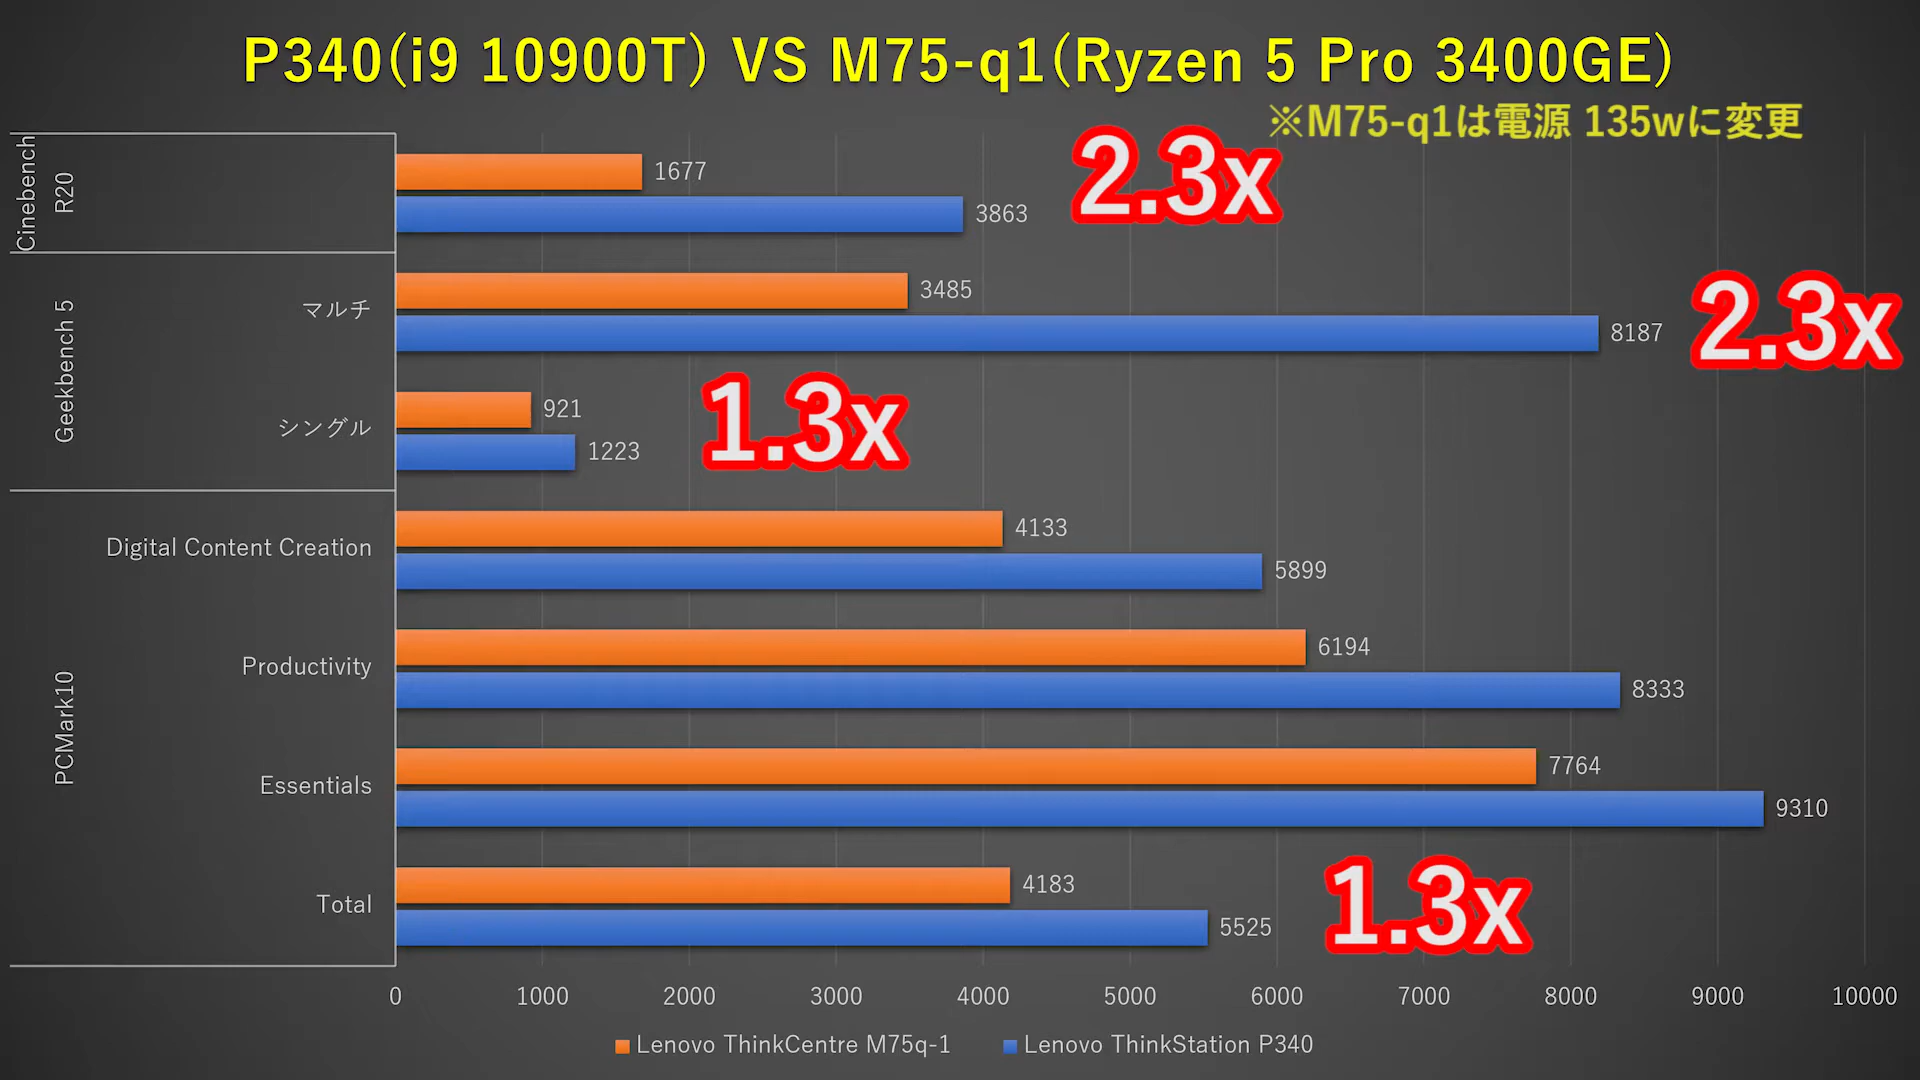 P340(i9 10900T) VS M75-q1(Ryzen 5 Pro 3400GE)
※M75-q1は電源 135wに変更
Cinebench
R20
1677
3863
2.3x
Geekbench 5
マルチ
3485
8187
2.3x
シングル
921
1223
1.3x
PCMark10
Digital Content Creation
4133
5899
Productivity
6194
8333
Essentials
7764
9310
Total
4183
5525
1.3x
0 1000 2000 3000 4000 5000 6000 7000 8000 9000 10000
Lenovo ThinkCentre M75q-1 Lenovo ThinkStation P340